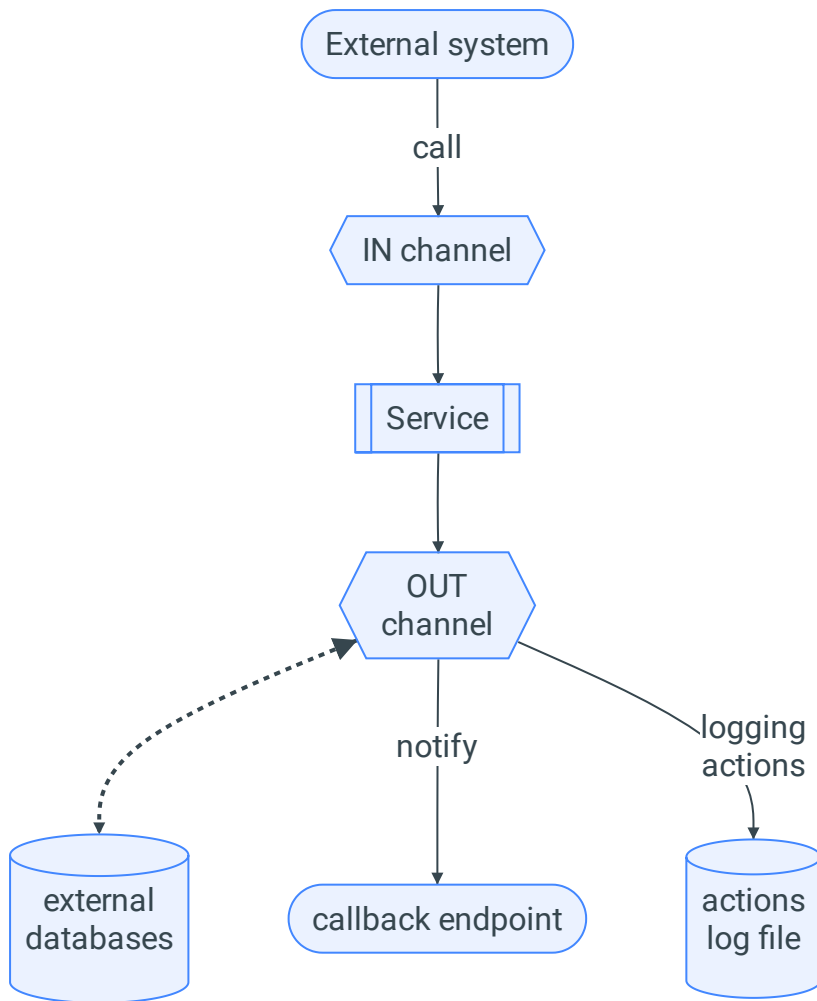 External system
call
IN channel
Service
OUT
channel
notify
logging
actions
external
databases
callback endpoint
actions
log file